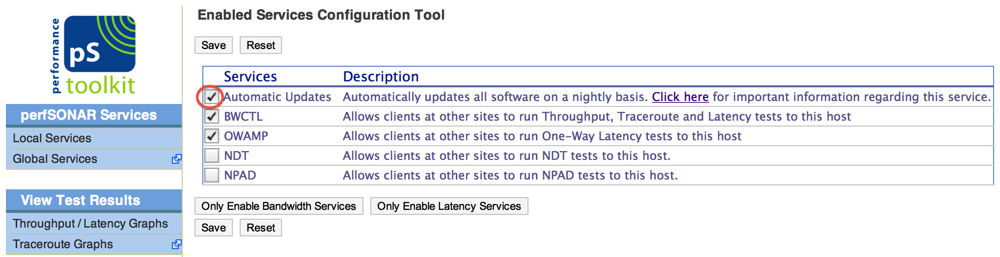 performance
pS
toolkit
perfSONAR Services
Local Services
Global Services
View Test Results
Throughput / Latency Graphs
Traceroute Graphs
Enabled Services Configuration Tool
Save Reset
Services Description
Automatic Updates Automatically updates all software on a nightly basis. Click here for important information regarding this service.
BWCTL Allows clients at other sites to run Throughput, Traceroute and Latency tests to this host
OWAMP Allows clients at other sites to run One-Way Latency tests to this host
NDT Allows clients at other sites to run NDT tests to this host.
NPAD Allows clients at other sites to run NPAD tests to this host.
Only Enable Bandwidth Services Only Enable Latency Services
Save Reset